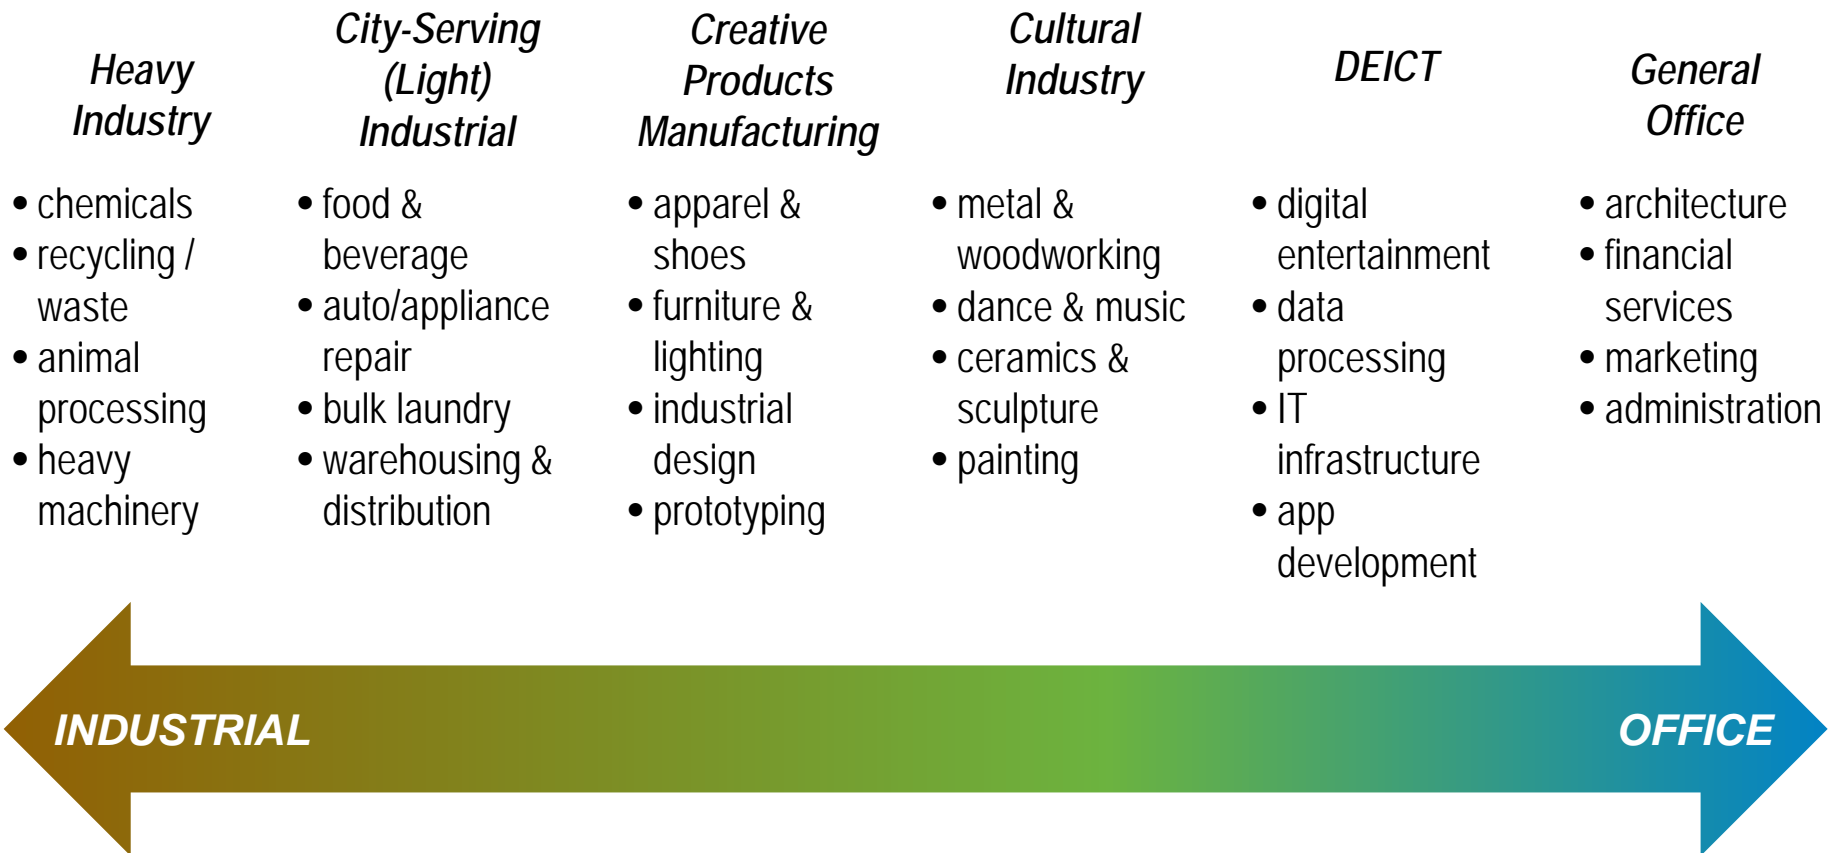 Heavy
Industry
• chemicals
• recycling /
waste
• animal
processing
• heavy
machinery
City-Serving
(Light)
Industrial
• food &
beverage
• auto/appliance
repair
• bulk laundry
• warehousing &
distribution
Creative
Products
Manufacturing
• apparel &
shoes
• furniture &
lighting
• industrial
design
• prototyping
Cultural
Industry
• metal &
woodworking
• dance & music
• ceramics &
sculpture
• painting
DEICT
• digital
entertainment
• data
processing
• IT
infrastructure
• app
development
General
Office
• architecture
• financial
services
• marketing
• administration
INDUSTRIAL
OFFICE